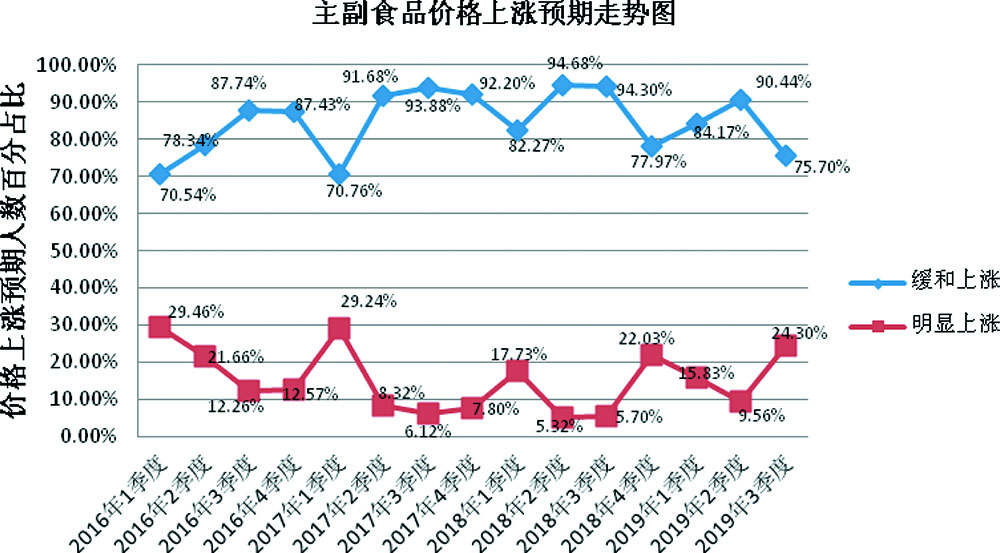 主副食品价格上涨预期走势图
价格上涨预期人数百分占比
100.00%
90.00%
80.00%
70.00%
60.00%
50.00%
40.00%
30.00%
20.00%
10.00%
0.00%
70.54%
78.34%
87.74%
87.43%
70.76%
91.68%
93.88%
92.20%
82.27%
94.68%
94.30%
77.97%
84.17%
90.44%
75.70%
29.46%
21.66%
12.26%
12.57%
29.24%
8.32%
6.12%
7.80%
17.73%
5.32%
5.70%
22.03%
15.83%
9.56%
24.30%
缓和上涨
明显上涨
2016年1季度
2016年2季度
2016年3季度
2016年4季度
2017年1季度
2017年2季度
2017年3季度
2017年4季度
2018年1季度
2018年2季度
2018年3季度
2018年4季度
2019年1季度
2019年2季度
2019年3季度